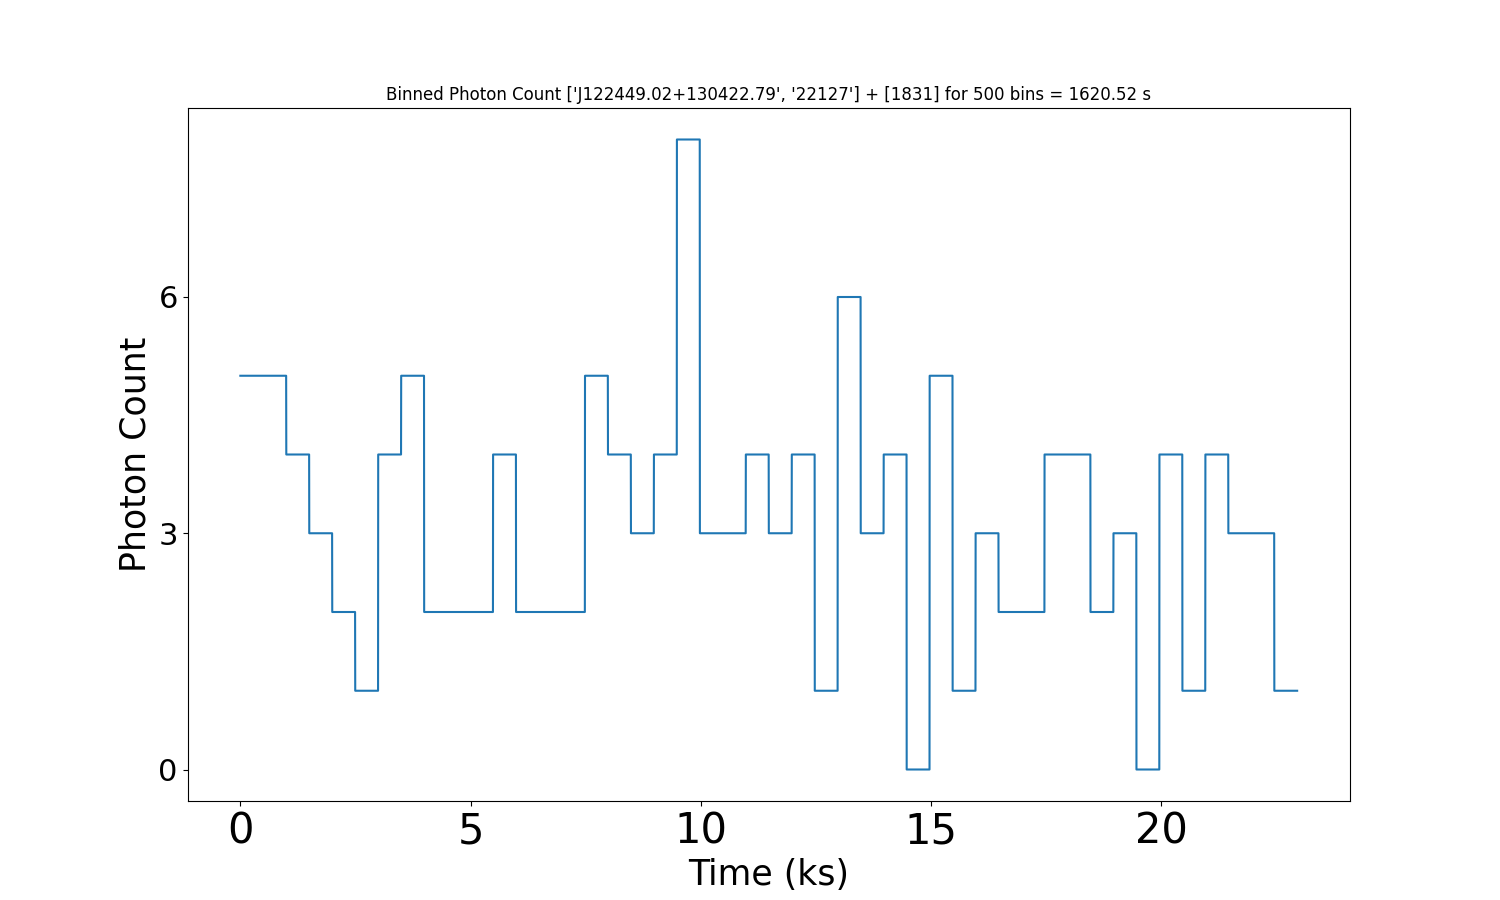 Binned Photon Count ['J122449.02+130422.79', '22127'] + [1831] for 500 bins = 1620.52 s
Photon Count
6
3
0
0 5 10 15 20
Time (ks)